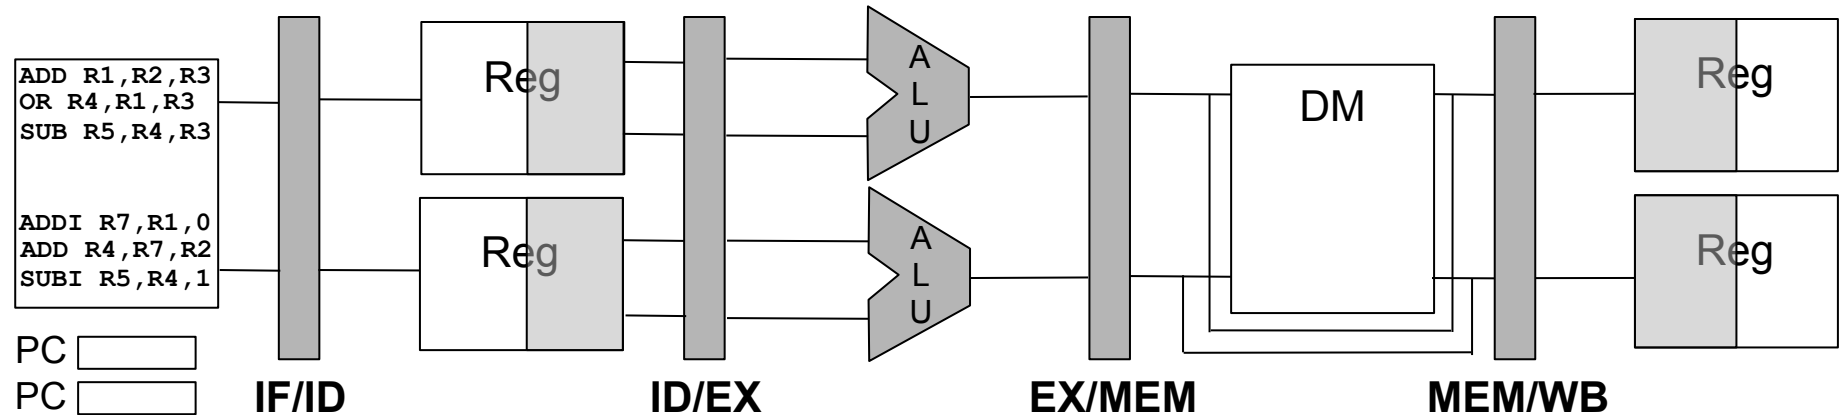 ADD R1,R2,R3
OR R4,R1,R3
SUB R5,R4,R3
ADDI R7,R1,0
ADD R4,R7,R2
SUBI R5,R4,1
PC
PC
IF/ID
Reg
Reg
ID/EX
ALU
ALU
EX/MEM
DM
MEM/WB
Reg
Reg